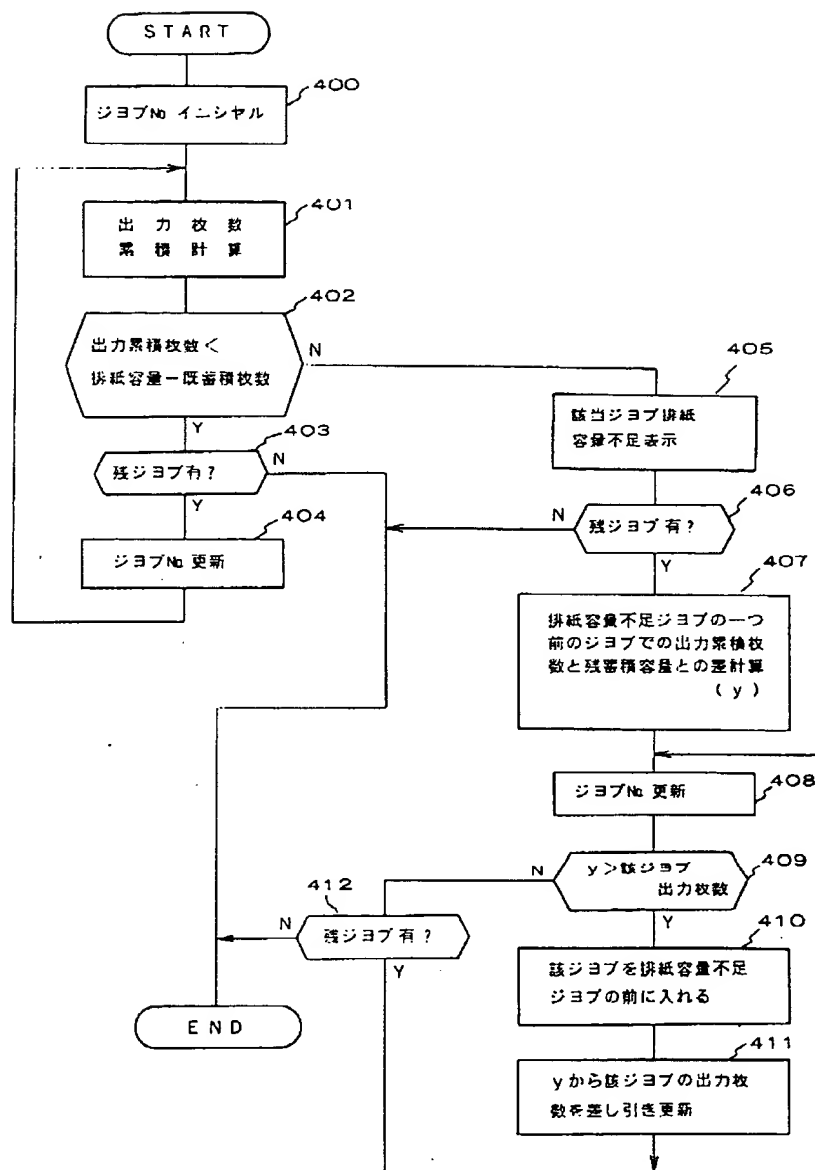 START
400
ジョブNo イニシャル
401
出力枚数
累積計算
402
出力累積枚数<
排紙容量−既蓄積枚数
N
Y
403
残ジョブ有?
N
Y
404
ジョブNo 更新
405
該当ジョブ排紙
容量不足表示
406
N
残ジョブ有?
Y
407
排紙容量不足ジョブの一つ
前のジョブでの出力累積枚
数と残蓄積容量との差計算
(y)
ジョブNo 更新
408
409
y>該ジョブ
出力枚数
N
Y
412
N
残ジョブ有?
Y
410
該ジョブを排紙容量不足
ジョブの前に入れる
411
yから該ジョブの出力枚
数を差し引き更新
END